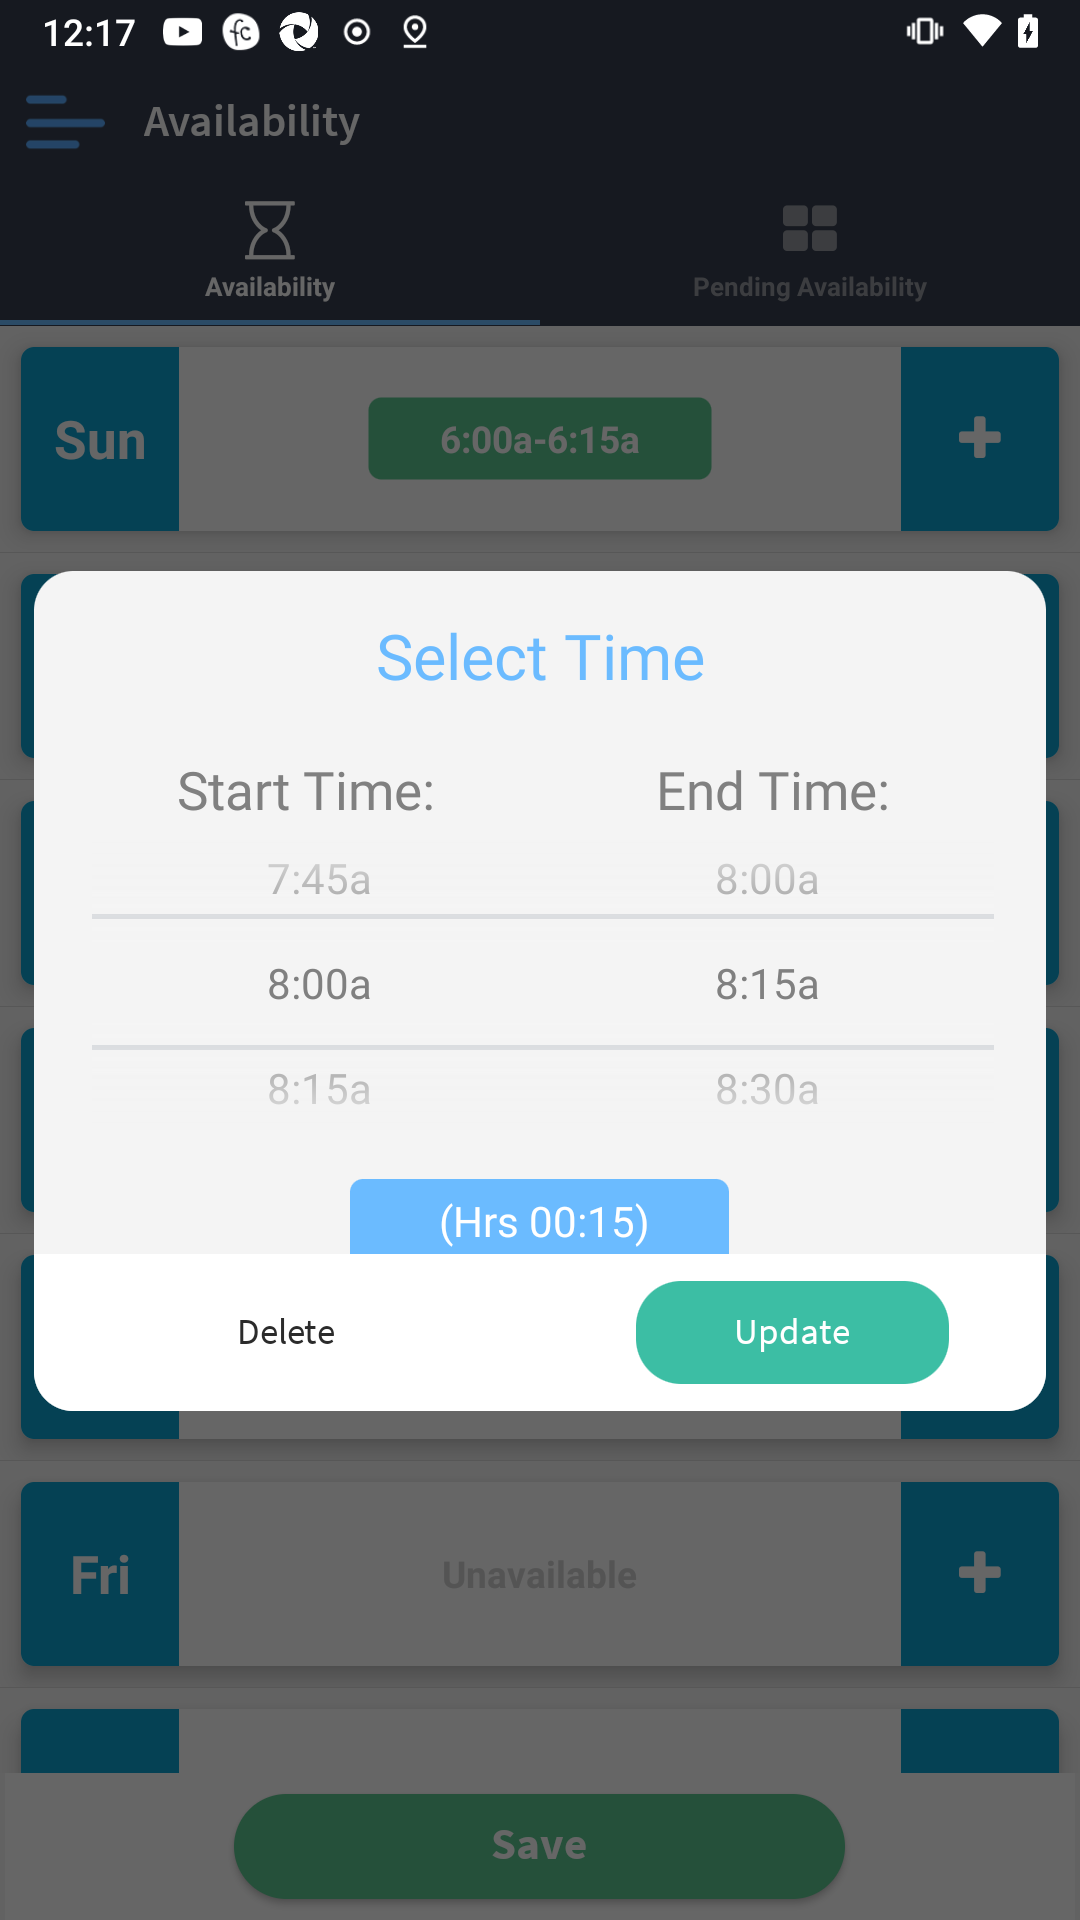 12:17
Availability
Availability
Pending Availability
Sun
6:00a-6:15a
Select Time
Start Time:
End Time:
7:45a
8:00a
8:00a
8:15a
8:15a
8:30a
(Hrs 00:15)
Delete
Update
Fri
Unavailable
Save